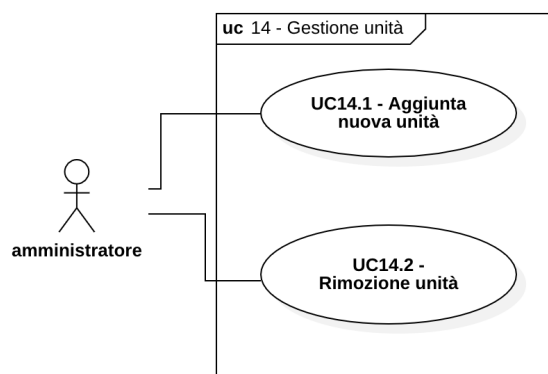 uc 14 - Gestione unità
UC14.1 - Aggiunta
nuova unità
amministratore
UC14.2 -
Rimozione unità